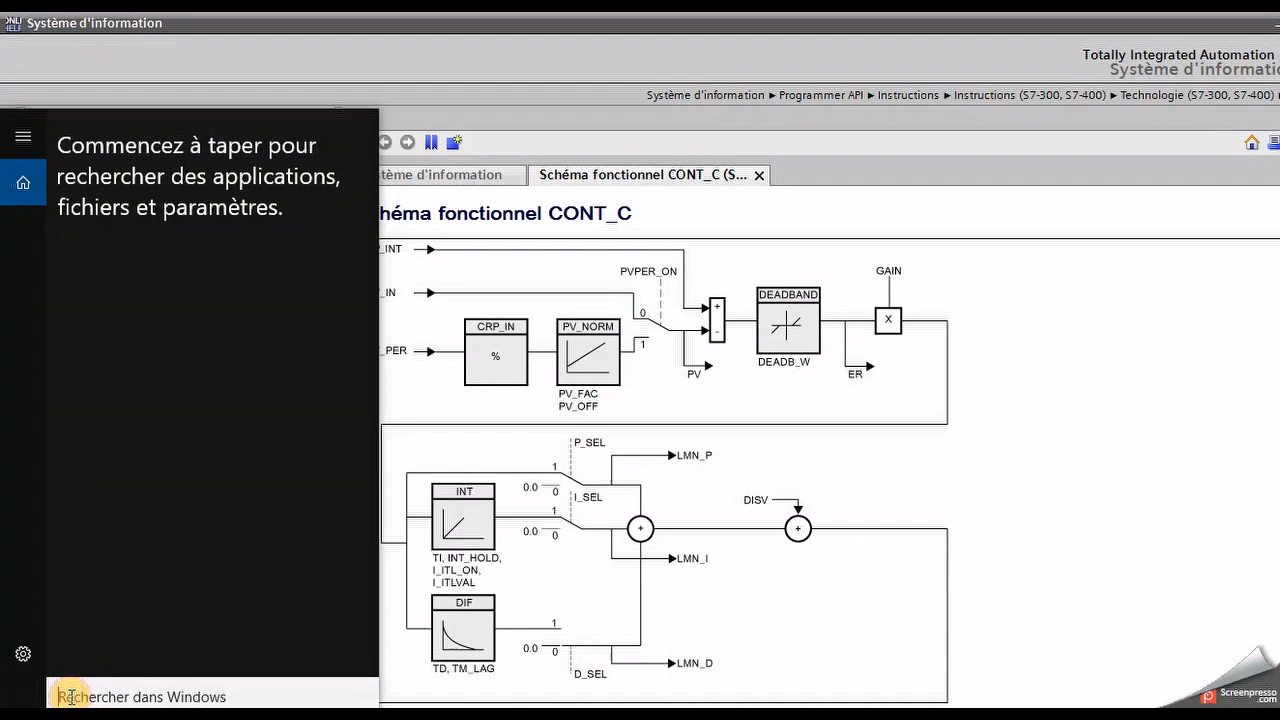 Système d'information
Totally Integrated Automation
Système d'informati
Système d'information ▸ Programmer API ▸ Instructions ▸ Instructions (S7-300, S7-400) ▸ Technologie (S7-300, S7-400) ▸
Commencez à taper pour
rechercher des applications,
fichiers et paramètres.
tème d'information
Schéma fonctionnel CONT_C (S...
héma fonctionnel CONT_C
_INT
PVPER_ON
GAIN
DEADBAND
_IN
0
+
X
CRP_IN
PV_NORM
-
%
1
_PER
DEADB_W
PV
ER
PV_FAC
PV_OFF
P_SEL
LMN_P
1
0.0
0
INT
I_SEL
DISV
1
0.0
0
+
+
TI, INT_HOLD,
I_ITL_ON,
I_ITLVAL
LMN_I
DIF
1
0.0
0
TD, TM_LAG
LMN_D
D_SEL
Rechercher dans Windows
Screenpresso
.com